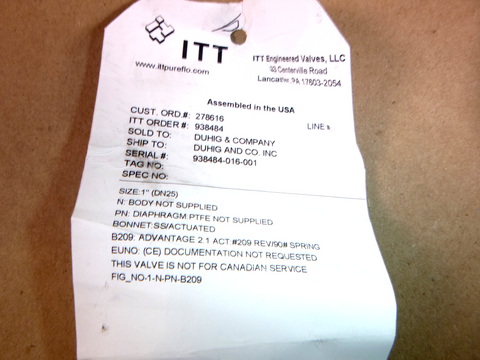 ITT
www.ittpureflo.com
ITT Engineered Valves, LLC
33 Centerville Road
Lancaster, PA 17603-2054
Assembled in the USA
CUST. ORD.#: 278616
ITT ORDER #: 938484 LINE #
SOLD TO: DUHIG & COMPANY
SHIP TO: DUHIG AND CO. INC
SERIAL #: 938484-016-001
TAG NO:
SPEC NO:
SIZE:1" (DN25)
N: BODY NOT SUPPLIED
PN: DIAPHRAGM:PTFE NOT SUPPLIED
BONNET:SS/ACTUATED
B209. ADVANTAGE 2.1 ACT #209 REV/90# SPRING
EUNO: (CE) DOCUMENTATION NOT REQUESTED
THIS VALVE IS NOT FOR CANADIAN SERVICE
FIG_NO-1-N-PN-B209